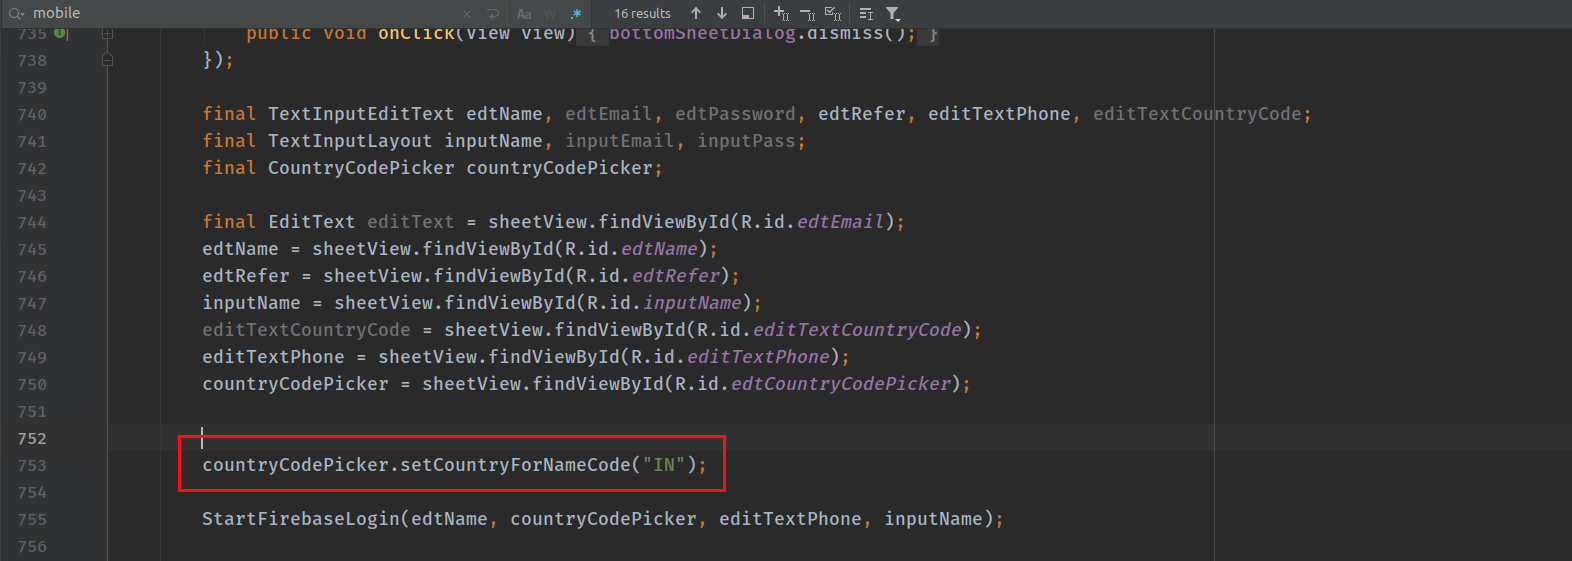 mobile Aa W .* 16 results
735 public void onClick(View view) { bottomSheetDialog.dismiss(); }
738 });
739
740 final TextInputEditText edtName, edtEmail, edtPassword, edtRefer, editTextPhone, editTextCountryCode;
741 final TextInputLayout inputName, inputEmail, inputPass;
742 final CountryCodePicker countryCodePicker;
743
744 final EditText editText = sheetView.findViewById(R.id.edtEmail);
745 edtName = sheetView.findViewById(R.id.edtName);
746 edtRefer = sheetView.findViewById(R.id.edtRefer);
747 inputName = sheetView.findViewById(R.id.inputName);
748 editTextCountryCode = sheetView.findViewById(R.id.editTextCountryCode);
749 editTextPhone = sheetView.findViewById(R.id.editTextPhone);
750 countryCodePicker = sheetView.findViewById(R.id.edtCountryCodePicker);
751
752
753 countryCodePicker.setCountryForNameCode("IN");
754
755 StartFirebaseLogin(edtName, countryCodePicker, editTextPhone, inputName);
756